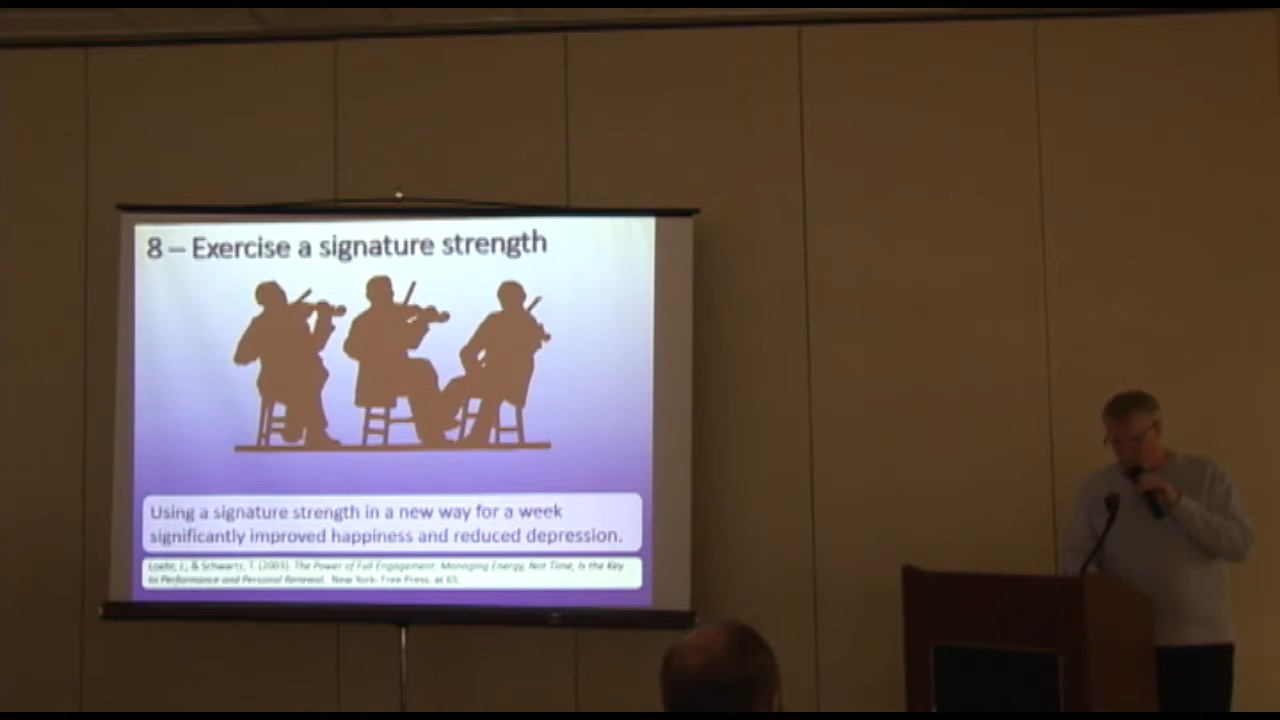 8 – Exercise a signature strength
Using a signature strength in a new way for a week
significantly improved happiness and reduced depression.
Loehr, J., & Schwartz, T. (2003). The Power of Full Engagement: Managing Energy, Not Time, Is the Key
to Performance and Personal Renewal. New York: Free Press. at 65.